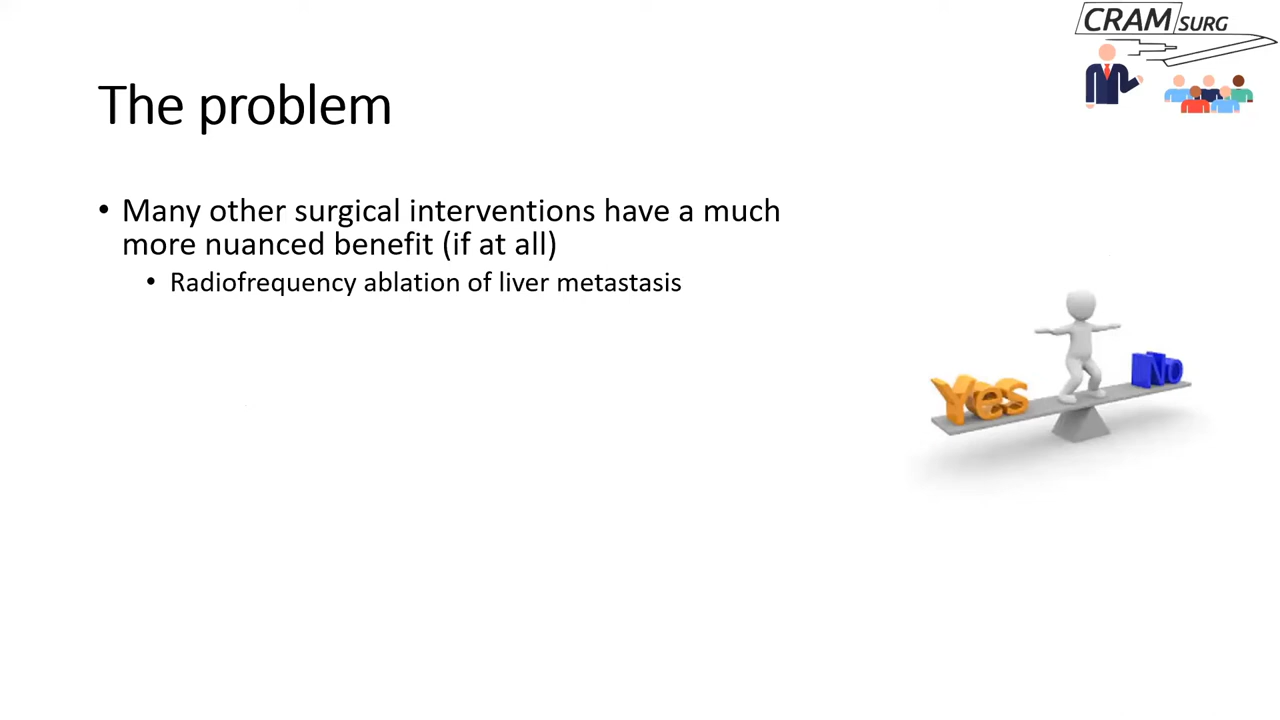 CRAM SURG
The problem
• Many other surgical interventions have a much
more nuanced benefit (if at all)
• Radiofrequency ablation of liver metastasis
Yes
No